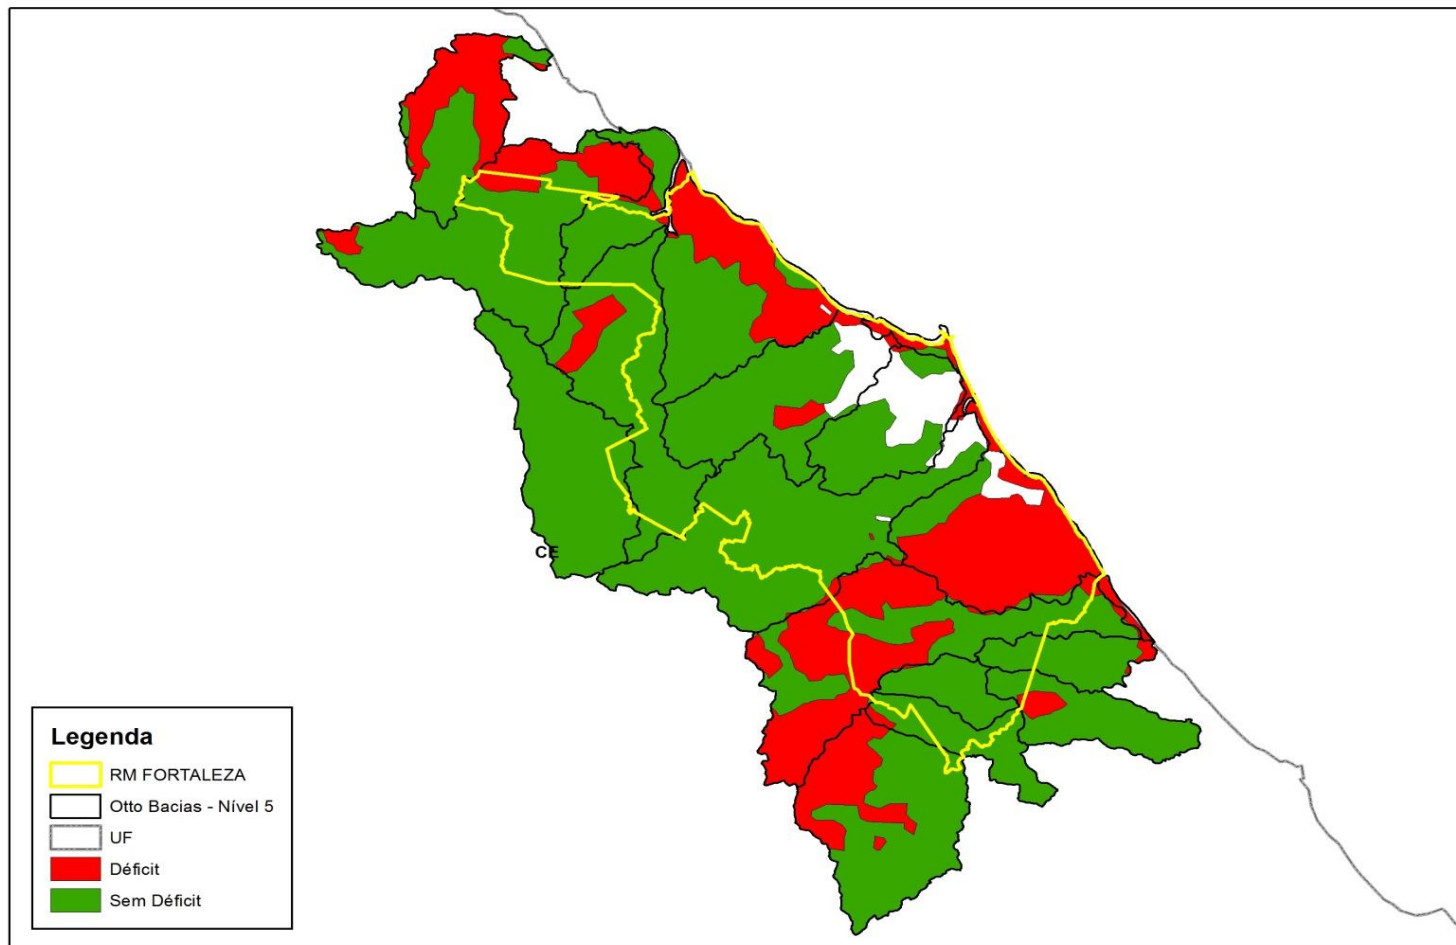 CE
Legenda
RM FORTALEZA
Otto Bacias - Nível 5
UF
Déficit
Sem Déficit